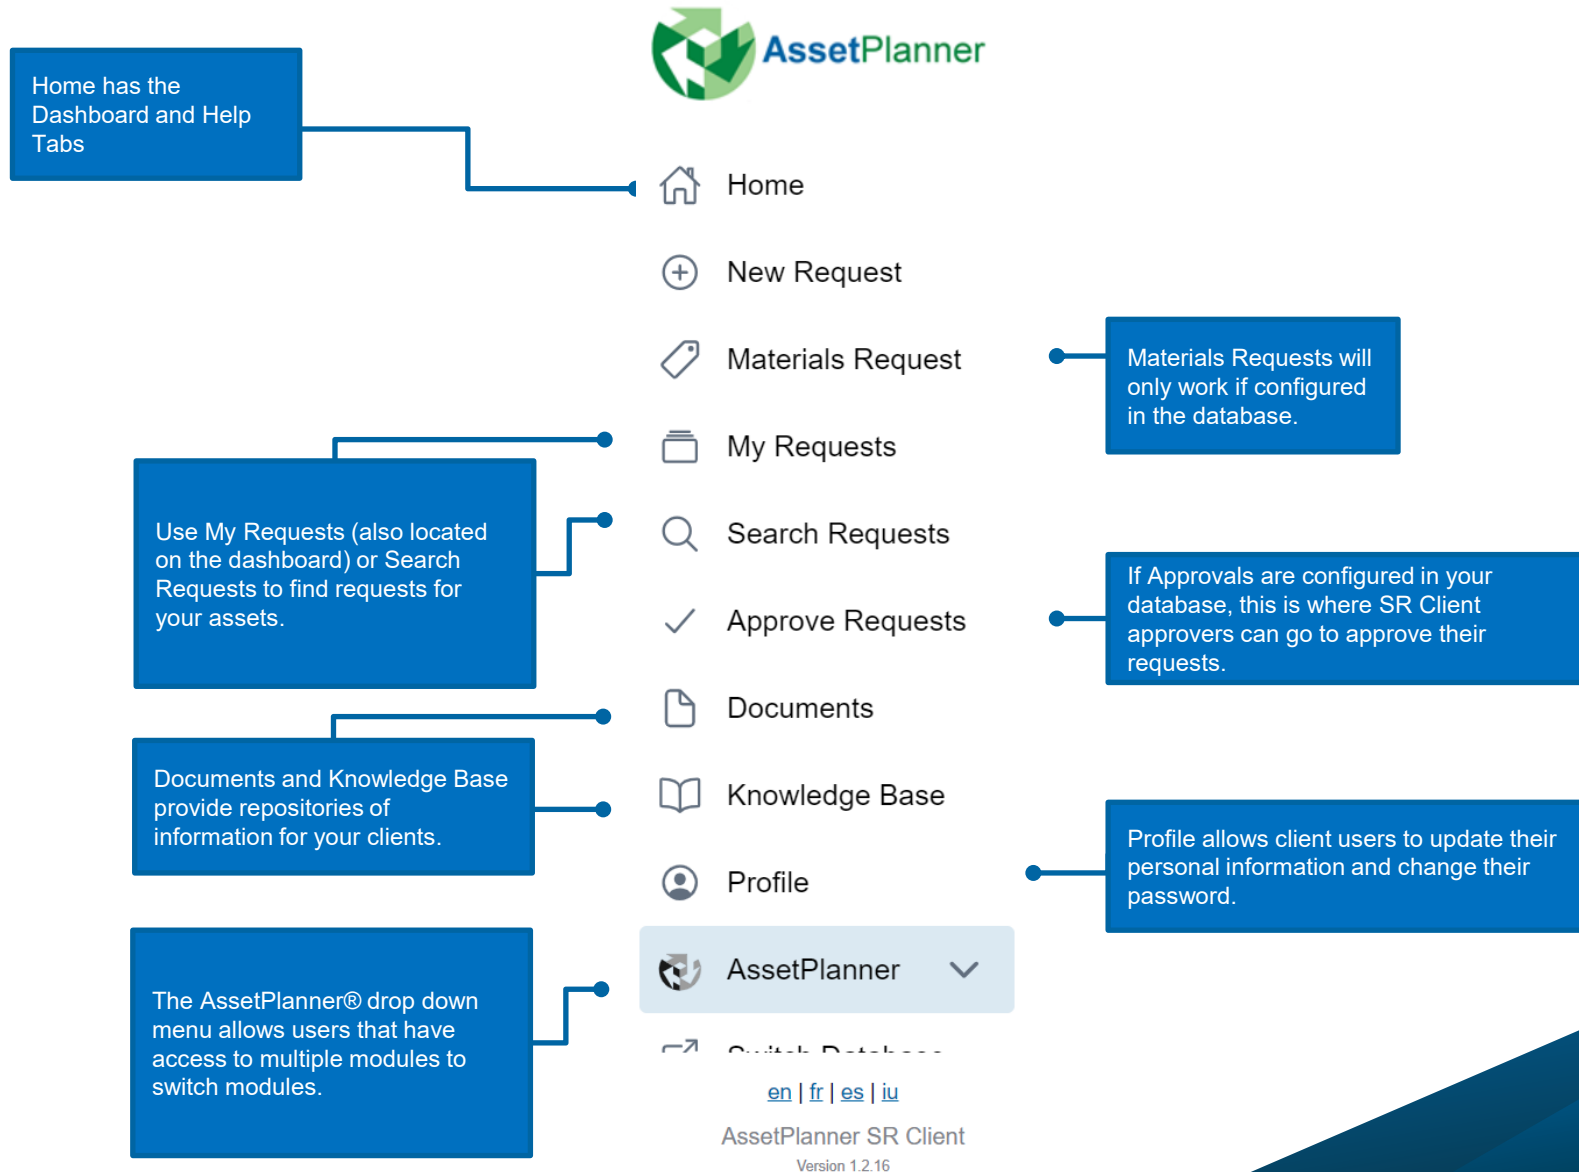 AssetPlanner
Home has the
Dashboard and Help
Tabs
Home
New Request
Materials Request
Materials Requests will
only work if configured
in the database.
My Requests
Search Requests
Use My Requests (also located
on the dashboard) or Search
Requests to find requests for
your assets.
Approve Requests
If Approvals are configured in your
database, this is where SR Client
approvers can go to approve their
requests.
Documents
Knowledge Base
Documents and Knowledge Base
provide repositories of
information for your clients.
Profile
Profile allows client users to update their
personal information and change their
password.
AssetPlanner
The AssetPlanner® drop down
menu allows users that have
access to multiple modules to
switch modules.
Switch Database
en | fr | es | iu
AssetPlanner SR Client
Version 1.2.16